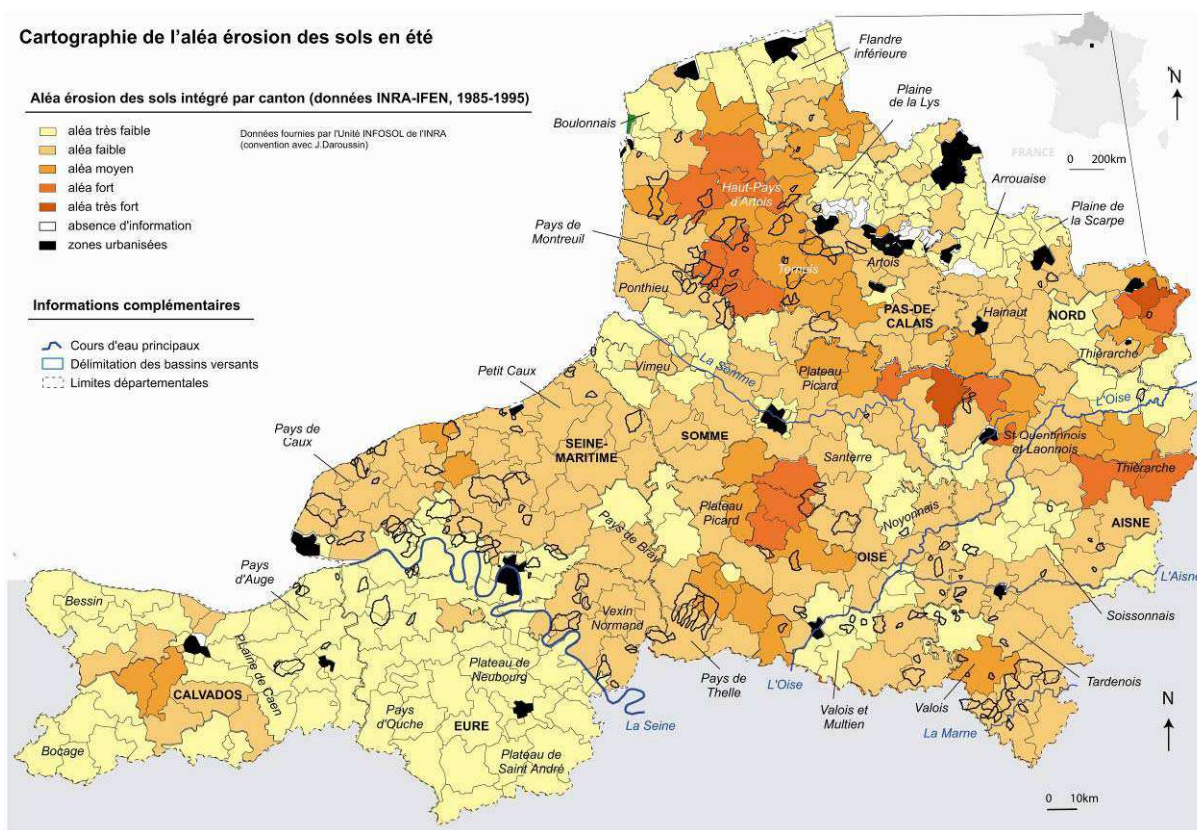 Cartographie de l'aléa érosion des sols en été
Aléa érosion des sols intégré par canton (données INRA-IFEN, 1985-1995)
aléa très faible
aléa faible
aléa moyen
aléa fort
aléa très fort
absence d'information
zones urbanisées
Données fournies par l'Unité INFOSOL de l'INRA
(convention avec J.Daroussin)
Informations complémentaires
Cours d'eau principaux
Délimitation des bassins versants
Limites départementales
Flandre
inférieure
Plaine
de la Lys
Boulonnais
N
FRANCE
0 200km
Arrouaise
Plaine de
la Scarpe
Haut-Pays
d'Artois
Pays de
Montreuil
Artois
Ternois
Ponthieu
PAS-DE-
CALAIS
Hainaut
NORD
Thiérarche
Vimeu
La Somme
Plateau
Picard
L'Oise
Petit Caux
Pays de
Caux
SEINE-
MARITIME
SOMME
Santerre
St Quentinnois
et Laonnois
Thiérarche
Plateau
Picard
Noyonnais
AISNE
Pays de Bray
OISE
Pays
d'Auge
L'Aisne
Bessin
Soissonnais
Vexin
Normand
PLaine de Caen
Plateau de
Neubourg
Pays de
Thelle
L'Oise
Tardenois
CALVADOS
Pays
d'Ouche
EURE
La Seine
Valois et
Multien
Valois
N
La Marne
Bocage
Plateau de
Saint André
0 10km